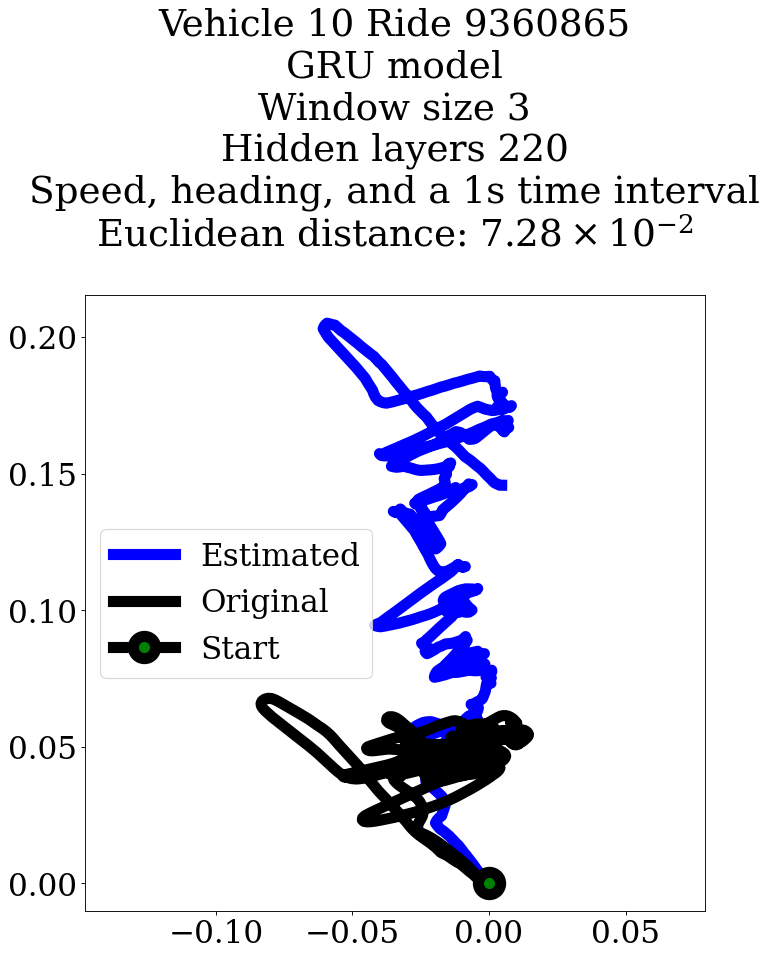 Vehicle 10 Ride 9360865
GRU model
Window size 3
Hidden layers 220
Speed, heading, and a 1s time interval
Euclidean distance: 7.28 × 10⁻²
0.20
0.15
Estimated
Original
Start
0.10
0.05
0.00
−0.10 −0.05 0.00 0.05